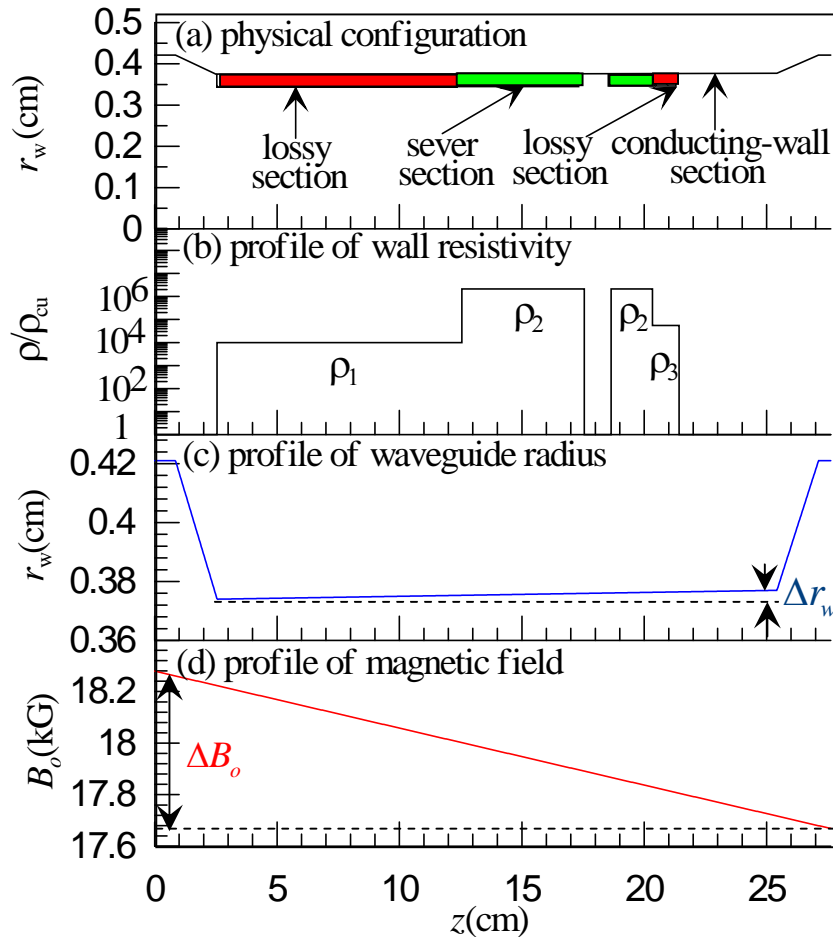 0.5
(a) physical configuration
0.4
0.3
0.2
0.1
0
r_w (cm)
lossy section
sever section
lossy section
conducting-wall section
(b) profile of wall resistivity
10^6
10^4
10^2
1
ρ/ρ_cu
ρ_1
ρ_2
ρ_2
ρ_3
(c) profile of waveguide radius
0.42
0.4
0.38
0.36
r_w(cm)
Δr_w
(d) profile of magnetic field
18.2
18
17.8
17.6
B_o(kG)
ΔB_o
0 5 10 15 20 25
z(cm)